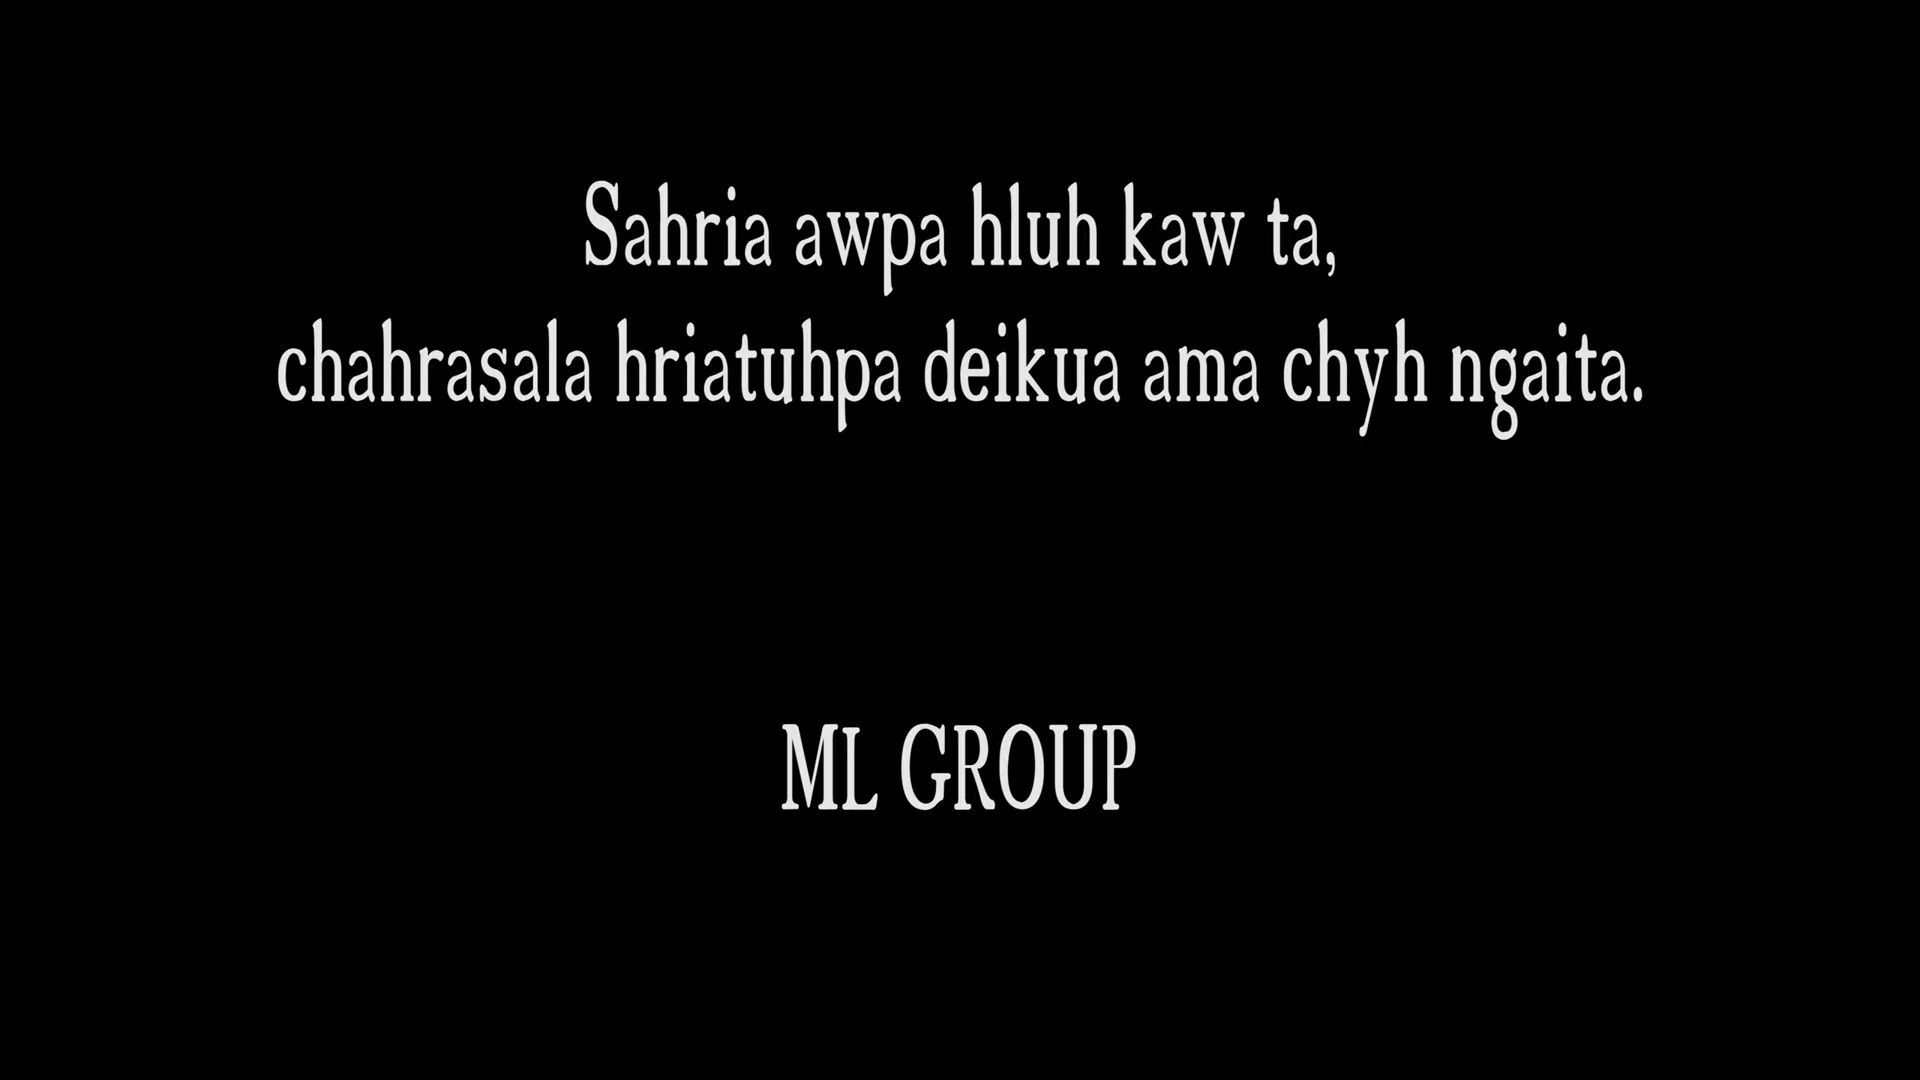 Sahria awpa hluh kaw ta,
chahrasala hriatuhpa deikua ama chyh ngaita.
ML GROUP